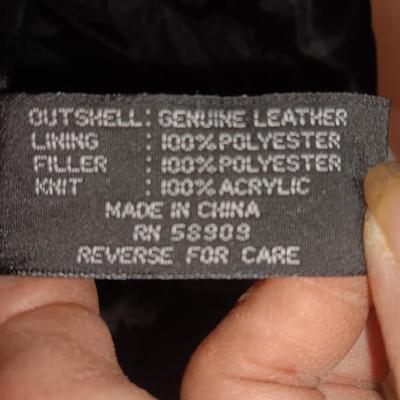 OUTSHELL: GENUINE LEATHER
LINING : 100% POLYESTER
FILLER : 100% POLYESTER
KNIT : 100% ACRYLIC
MADE IN CHINA
RN 58909
REVERSE FOR CARE